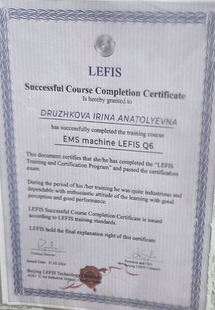 LEFIS
Successful Course Completion Certificate
Is hereby granted to
DRUZHKOVA IRINA ANATOLYEVNA
has successfully completed the training course
EMS machine LEFIS Q6
This document certifies that she/he has completed the "LEFIS
Training and Certification Program" and passed the certification
exam.
During the period of his /her training he was quite industrious and
dependable with enthusiastic attitude of the learning with good
perception and good performance.
LEFIS Successful Course Completion Certificate is issued
according to LEFIS training standards.
LEFIS held the final explanation right of this certificate.
Beijing LEFIS Technology